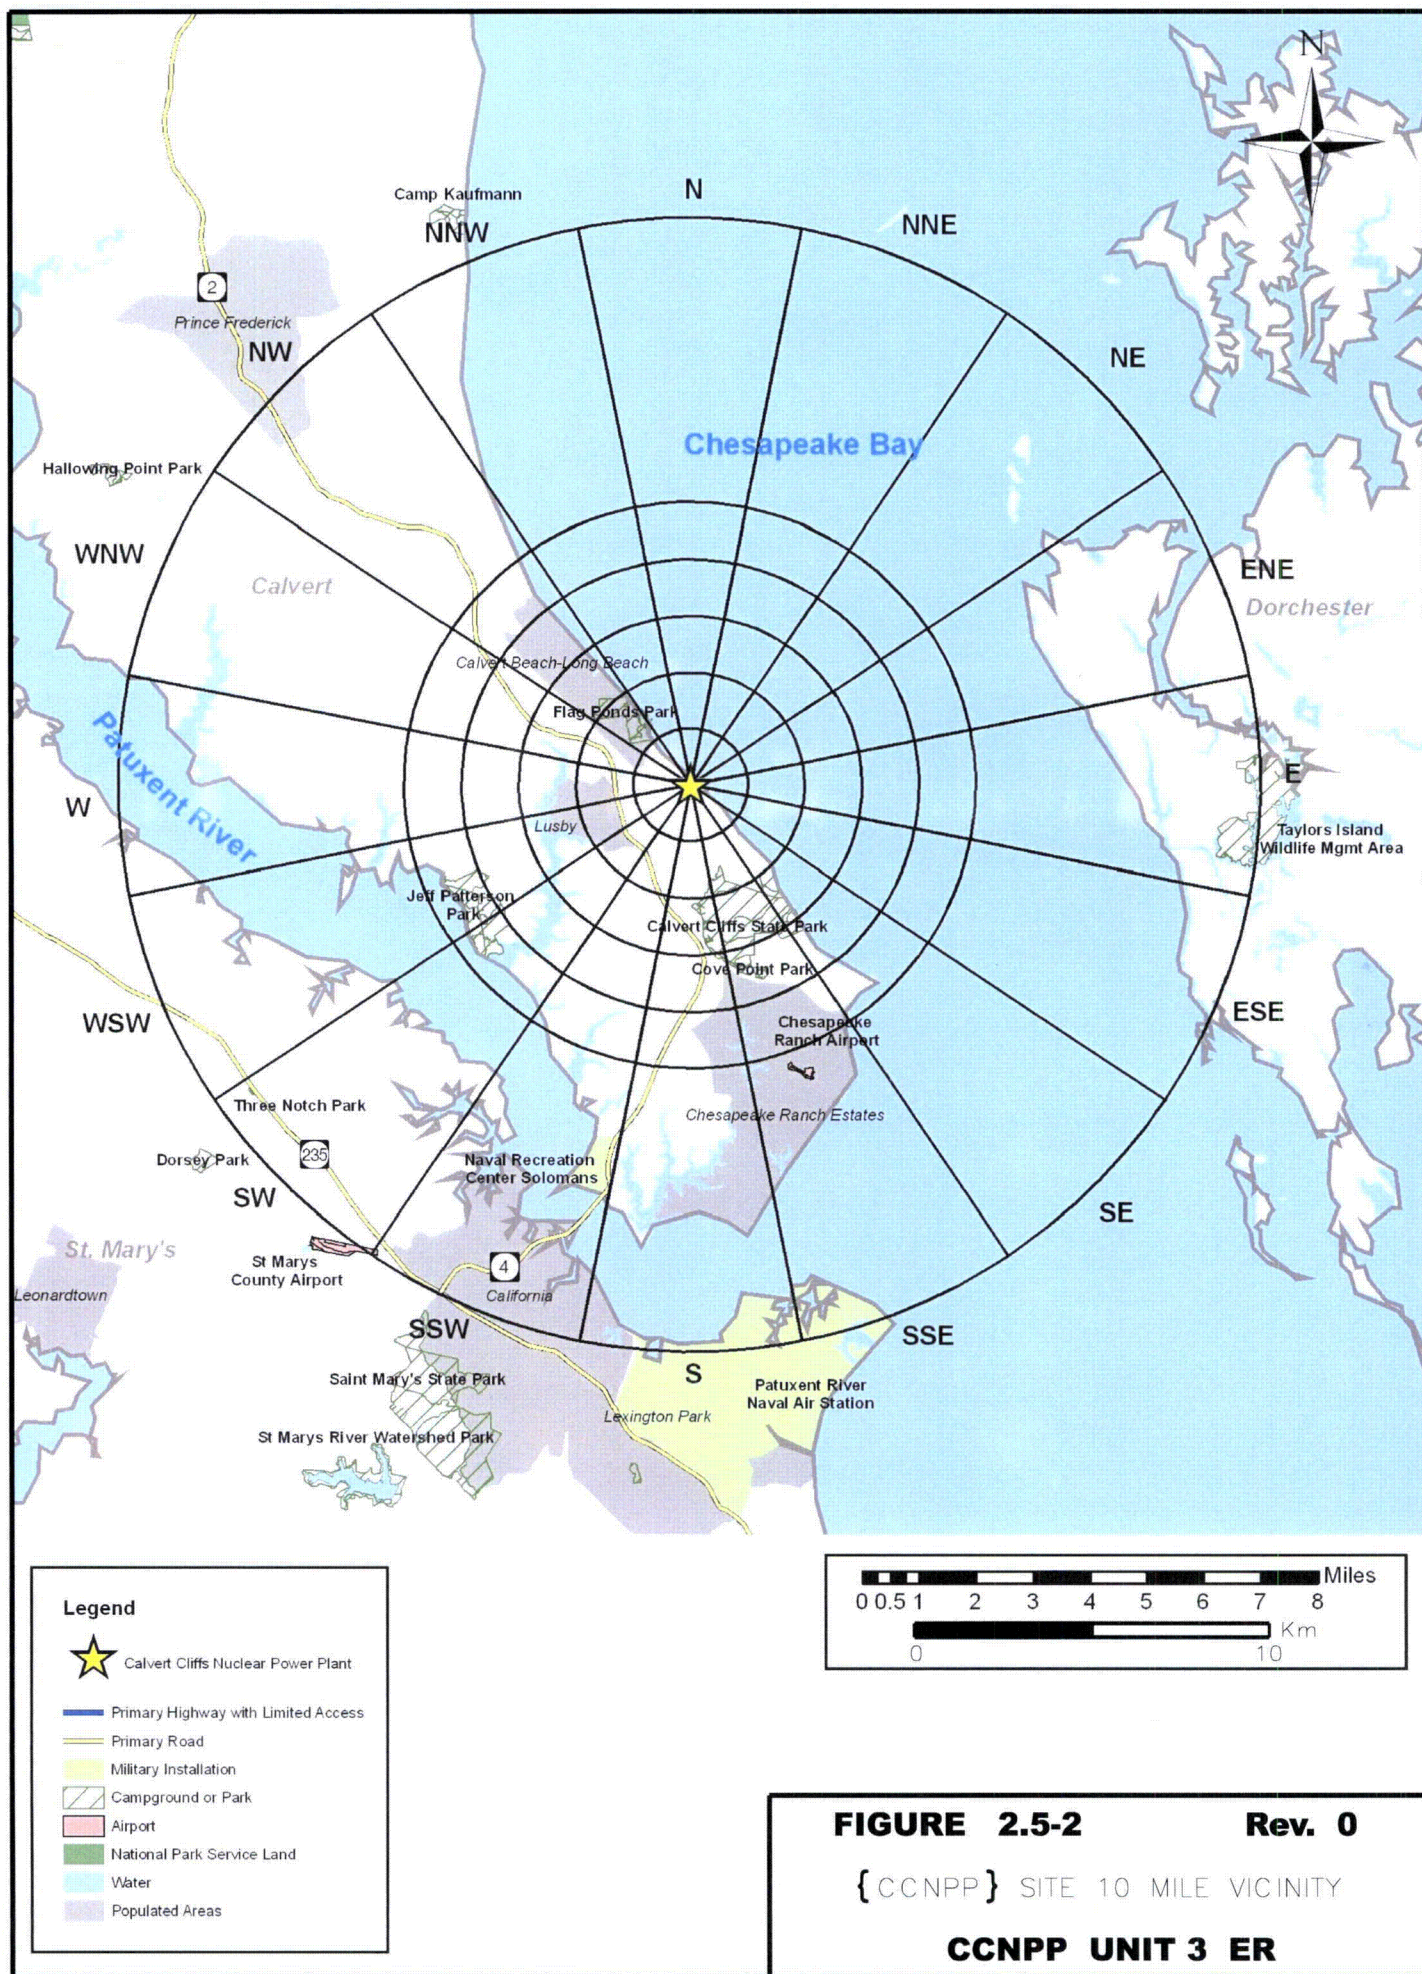 N
Camp Kaufmann
N
NNW
NNE
2
Prince Frederick
NW
NE
Chesapeake Bay
Hallowing Point Park
WNW
ENE
Calvert
Dorchester
Calvert Beach-Long Beach
Flag Ponds Park
Patuxent River
E
W
Lusby
Taylors Island
Wildlife Mgmt Area
Jeff Patterson
Park
Calvert Cliffs State Park
Cove Point Park
WSW
ESE
Chesapeake
Ranch Airport
Three Notch Park
Chesapeake Ranch Estates
235
Dorsey Park
Naval Recreation
Center Solomans
SW
SE
St. Mary's
St Marys
County Airport
4
Leonardtown
California
SSW
SSE
S
Saint Mary's State Park
Patuxent River
Naval Air Station
Lexington Park
St Marys River Watershed Park
Legend
Calvert Cliffs Nuclear Power Plant
Primary Highway with Limited Access
Primary Road
Military Installation
Campground or Park
Airport
National Park Service Land
Water
Populated Areas
Miles
0 0.5 1 2 3 4 5 6 7 8
Km
0 10
FIGURE 2.5-2 Rev. 0
{CCNPP} SITE 10 MILE VICINITY
CCNPP UNIT 3 ER